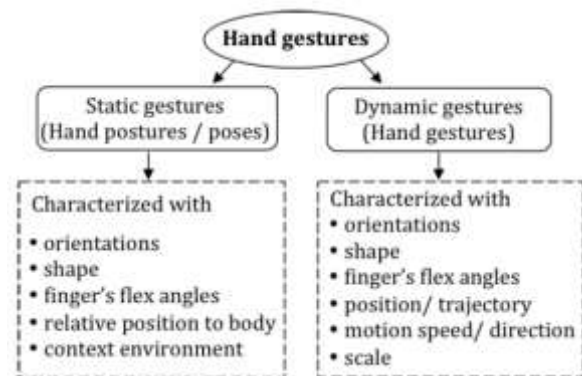 Hand gestures
Static gestures
(Hand postures / poses)
Dynamic gestures
(Hand gestures)
Characterized with
• orientations
• shape
• finger's flex angles
• relative position to body
• context environment
Characterized with
• orientations
• shape
• finger's flex angles
• position/ trajectory
• motion speed/ direction
• scale